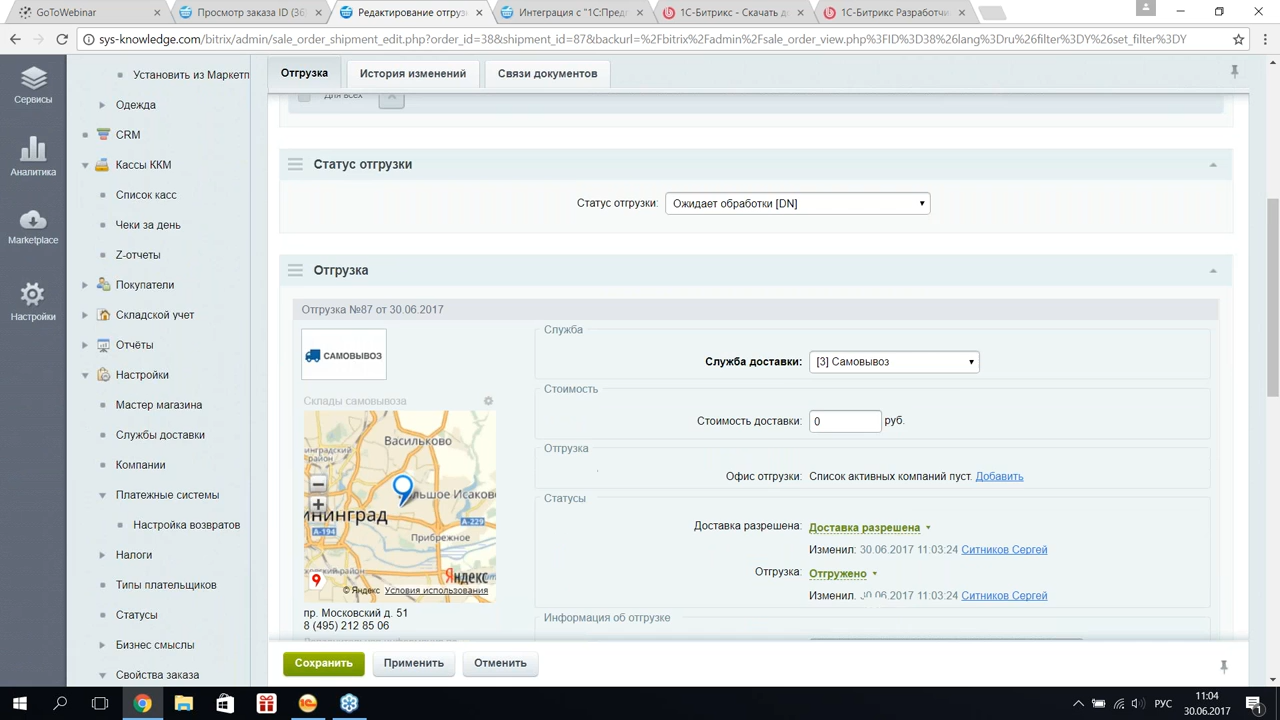 GoToWebinar
Просмотр заказа ID (36
Редактирование отгруз
Интеграция с "1С:Пред
1С-Битрикс - Скачать д
1С-Битрикс Разработчи
sys-knowledge.com/bitrix/admin/sale_order_shipment_edit.php?order_id=38&shipment_id=87&backurl=%2Fbitrix%2Fadmin%2Fsale_order_view.php%3FID%3D38%26lang%3Dru%26filter%3DY%26set_filter%3DY
Сервисы
Аналитика
Marketplace
Настройки
Установить из Маркетп
Одежда
CRM
Кассы ККМ
Список касс
Чеки за день
Z-отчеты
Покупатели
Складской учет
Отчёты
Настройки
Мастер магазина
Службы доставки
Компании
Платежные системы
Настройка возвратов
Налоги
Типы плательщиков
Статусы
Бизнес смыслы
Свойства заказа
Отгрузка
История изменений
Связи документов
Для всех
Статус отгрузки
Статус отгрузки: Ожидает обработки [DN]
Отгрузка
Отгрузка №87 от 30.06.2017
САМОВЫВОЗ
Склады самовывоза
Васильково
район
Большое Исаково
нинград
А-229
А-194
Прибрежное
Яндекс
© Яндекс Условия использования
пр. Московский д. 51
8 (495) 212 85 06
Служба
Служба доставки: [3] Самовывоз
Стоимость
Стоимость доставки: 0 руб.
Отгрузка
Офис отгрузки: Список активных компаний пуст. Добавить
Статусы
Доставка разрешена: Доставка разрешена
Изменил: 30.06.2017 11:03:24 Ситников Сергей
Отгрузка: Отгружено
Изменил: 30.06.2017 11:03:24 Ситников Сергей
Информация об отгрузке
Сохранить
Применить
Отменить
РУС
11:04
30.06.2017
1